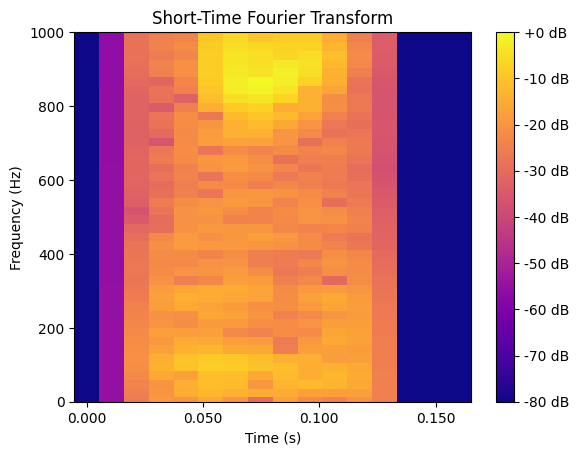 Short-Time Fourier Transform
Frequency (Hz)
1000
800
600
400
200
0
0.000
0.050
0.100
0.150
Time (s)
+0 dB
-10 dB
-20 dB
-30 dB
-40 dB
-50 dB
-60 dB
-70 dB
-80 dB